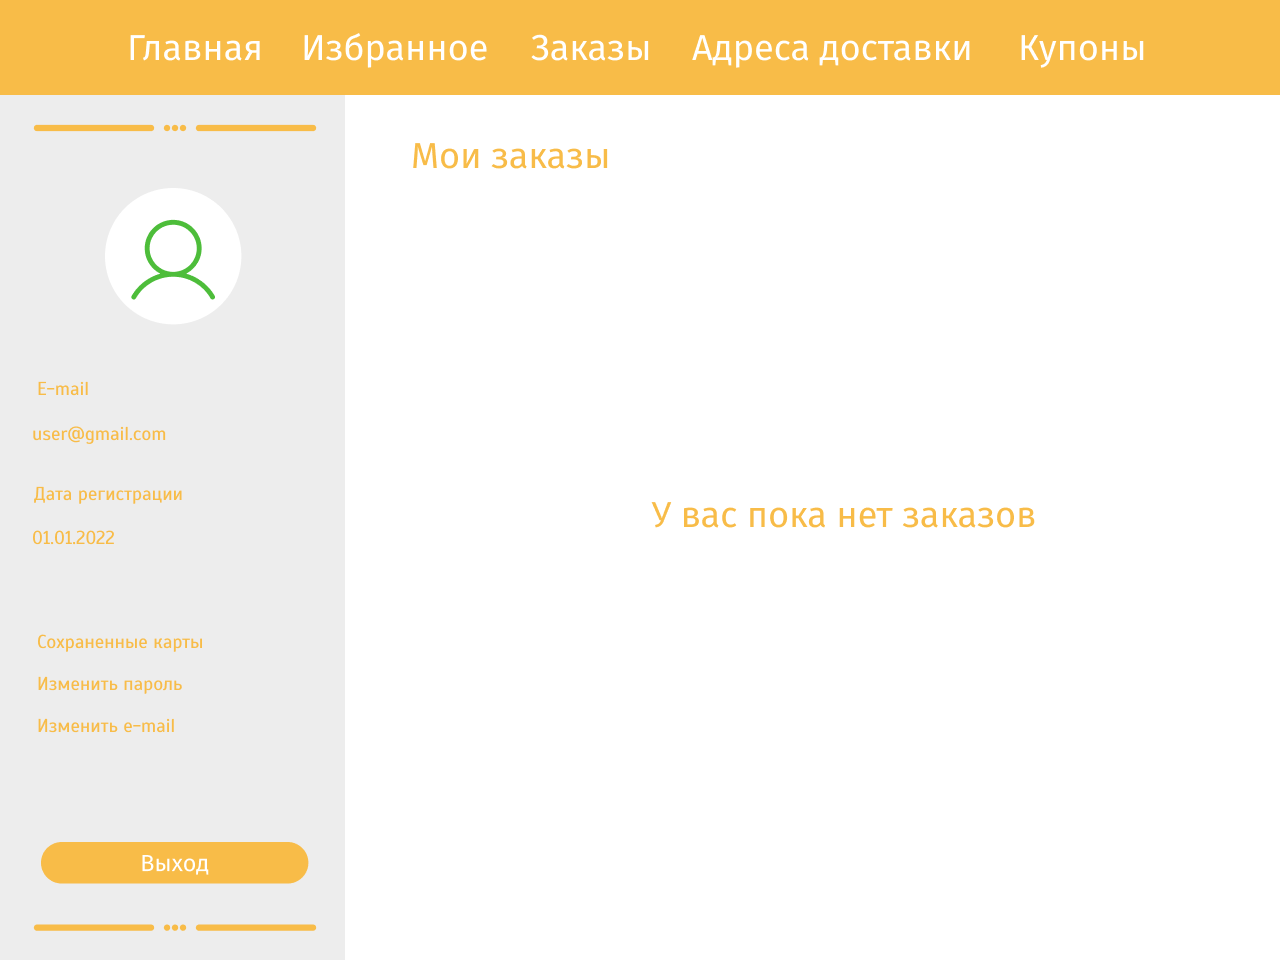 Главная Избранное Заказы Адреса доставки Купоны
Мои заказы
E-mail
user@gmail.com
Дата регистрации
01.01.2022
У вас пока нет заказов
Сохраненные карты
Изменить пароль
Изменить e-mail
Выход